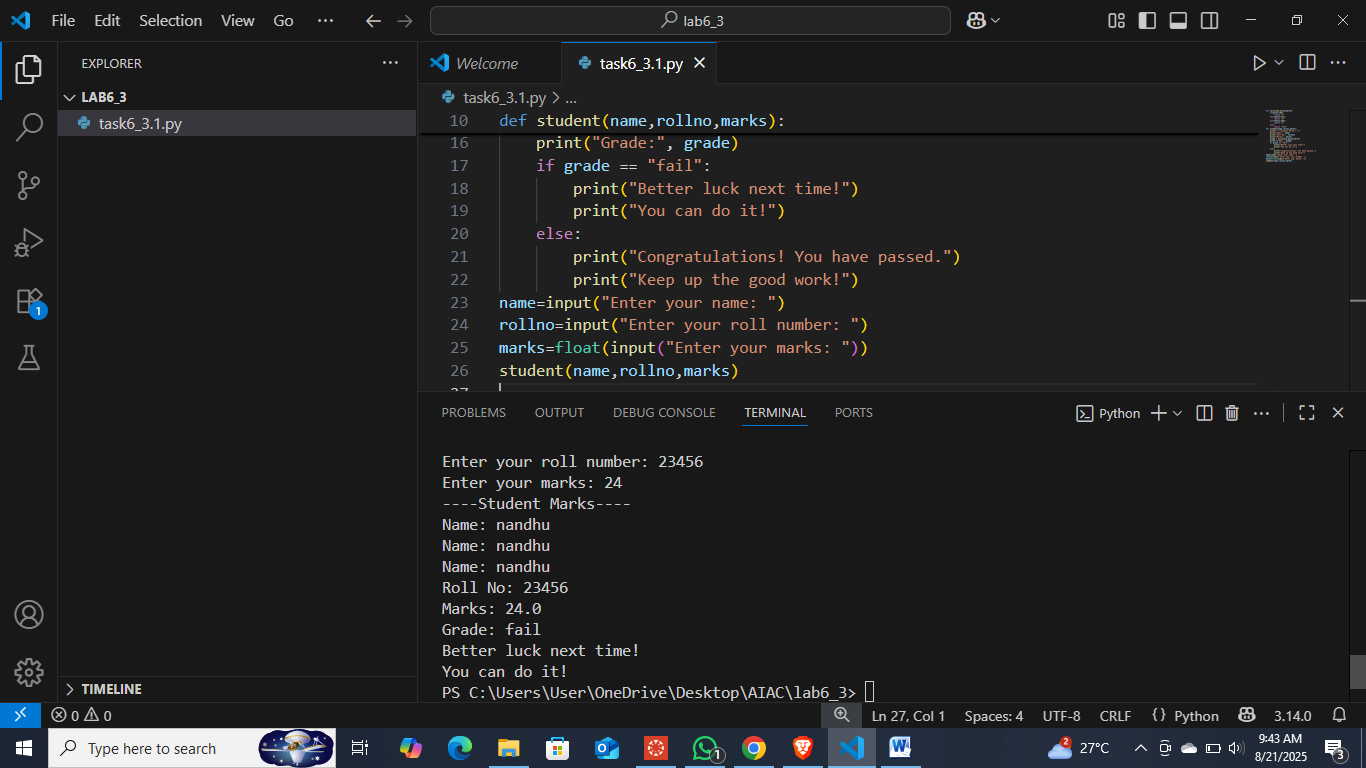 File Edit Selection View Go ··· lab6_3
EXPLORER ···
LAB6_3
task6_3.1.py
TIMELINE
1
Welcome task6_3.1.py
task6_3.1.py > ...
10 def student(name,rollno,marks):
16 print("Grade:", grade)
17 if grade == "fail":
18 print("Better luck next time!")
19 print("You can do it!")
20 else:
21 print("Congratulations! You have passed.")
22 print("Keep up the good work!")
23 name=input("Enter your name: ")
24 rollno=input("Enter your roll number: ")
25 marks=float(input("Enter your marks: "))
26 student(name,rollno,marks)
27
PROBLEMS OUTPUT DEBUG CONSOLE TERMINAL PORTS Python
Enter your roll number: 23456
Enter your marks: 24
----Student Marks----
Name: nandhu
Name: nandhu
Name: nandhu
Roll No: 23456
Marks: 24.0
Grade: fail
Better luck next time!
You can do it!
PS C:\Users\User\OneDrive\Desktop\AIAC\lab6_3>
0 0 Ln 27, Col 1 Spaces: 4 UTF-8 CRLF {} Python 3.14.0
Type here to search 1 2 27°C 9:43 AM
8/21/2025 3